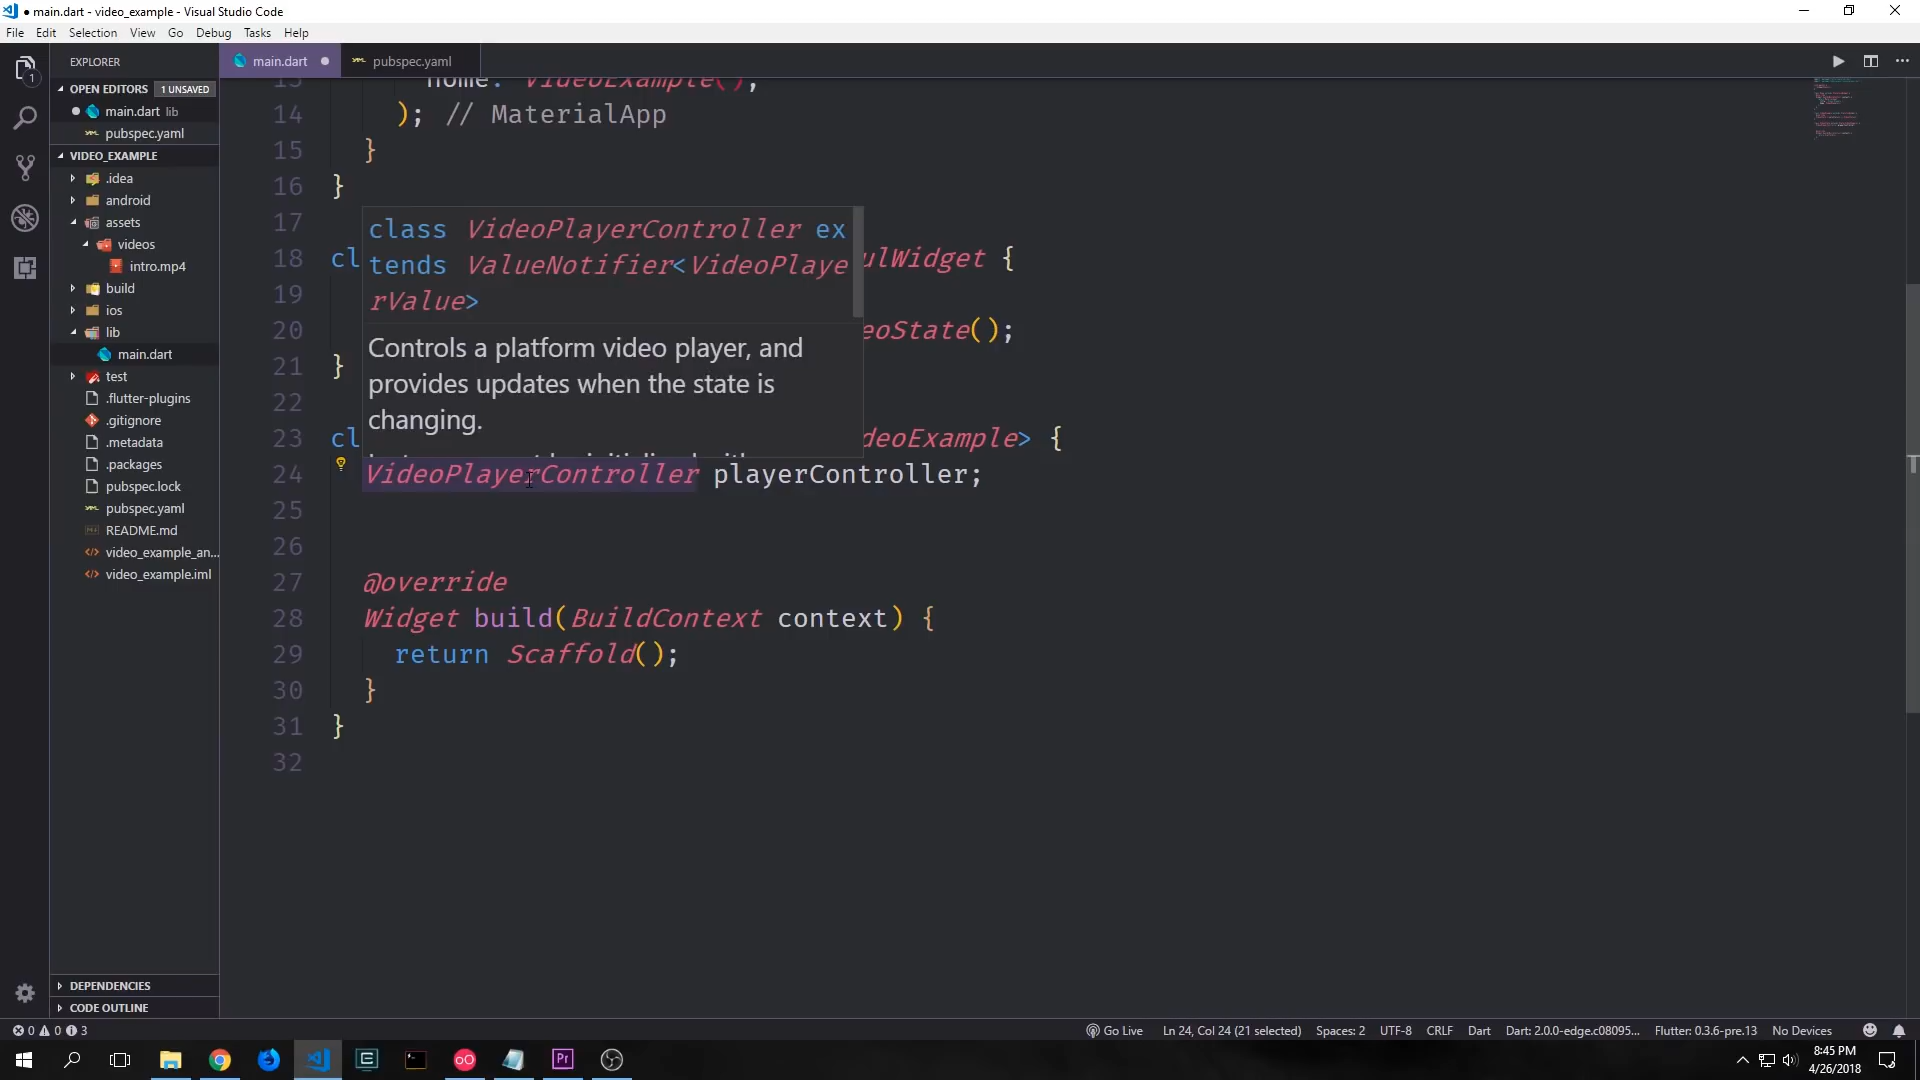 main.dart - video_example - Visual Studio Code
File Edit Selection View Go Debug Tasks Help
EXPLORER
OPEN EDITORS 1 UNSAVED
main.dart lib
pubspec.yaml
VIDEO_EXAMPLE
.idea
android
assets
videos
intro.mp4
build
ios
lib
main.dart
test
.flutter-plugins
.gitignore
.metadata
.packages
pubspec.lock
pubspec.yaml
README.md
video_example_an...
video_example.iml
DEPENDENCIES
CODE OUTLINE
1
main.dart
pubspec.yaml
13 home: VideoExample(),
14 ); // MaterialApp
15 }
16 }
17
18 cl ulWidget {
19
20 eoState();
21 }
22
23 cl deoExample> {
24 VideoPlayerController playerController;
25
26
27 @override
28 Widget build(BuildContext context) {
29 return Scaffold();
30 }
31 }
32
class VideoPlayerController ex
tends ValueNotifier<VideoPlaye
rValue>
Controls a platform video player, and
provides updates when the state is
changing.
0 0 3
Go Live Ln 24, Col 24 (21 selected) Spaces: 2 UTF-8 CRLF Dart Dart: 2.0.0-edge.c08095... Flutter: 0.3.6-pre.13 No Devices
Pr
8:45 PM
4/26/2018